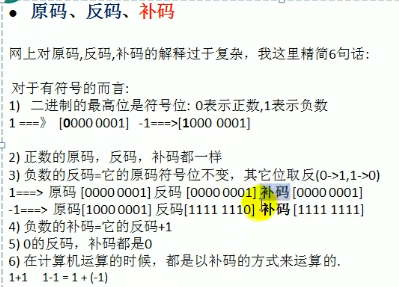 ● 原码、反码、补码
网上对原码,反码,补码的解释过于复杂，我这里精简6句话:
对于有符号的而言:
1) 二进制的最高位是符号位: 0表示正数,1表示负数
1 ===》 [0000 0001] -1===>[1000 0001]
2) 正数的原码，反码，补码都一样
3) 负数的反码=它的原码符号位不变，其它位取反(0->1,1->0)
1===> 原码 [0000 0001] 反码 [0000 0001] 补码 [0000 0001]
-1===> 原码[1000 0001] 反码[1111 1110] 补码 [1111 1111]
4) 负数的补码=它的反码+1
5) 0的反码，补码都是0
6) 在计算机运算的时候，都是以补码的方式来运算的.
1+1 1-1 = 1 + (-1)